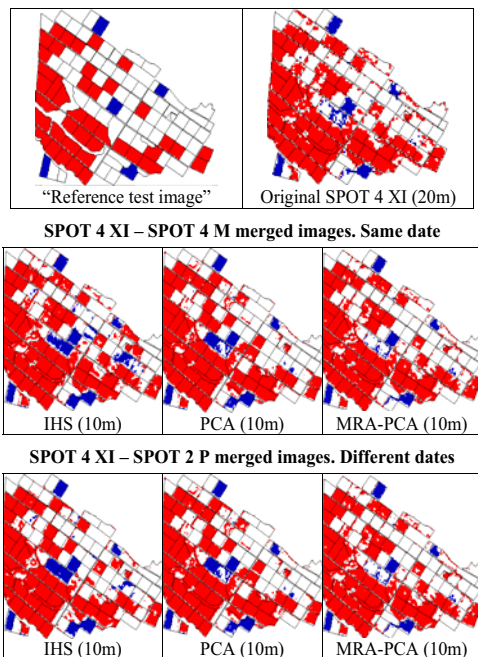 “Reference test image”
Original SPOT 4 XI (20m)
SPOT 4 XI – SPOT 4 M merged images. Same date
IHS (10m)
PCA (10m)
MRA-PCA (10m)
SPOT 4 XI – SPOT 2 P merged images. Different dates
IHS (10m)
PCA (10m)
MRA-PCA (10m)